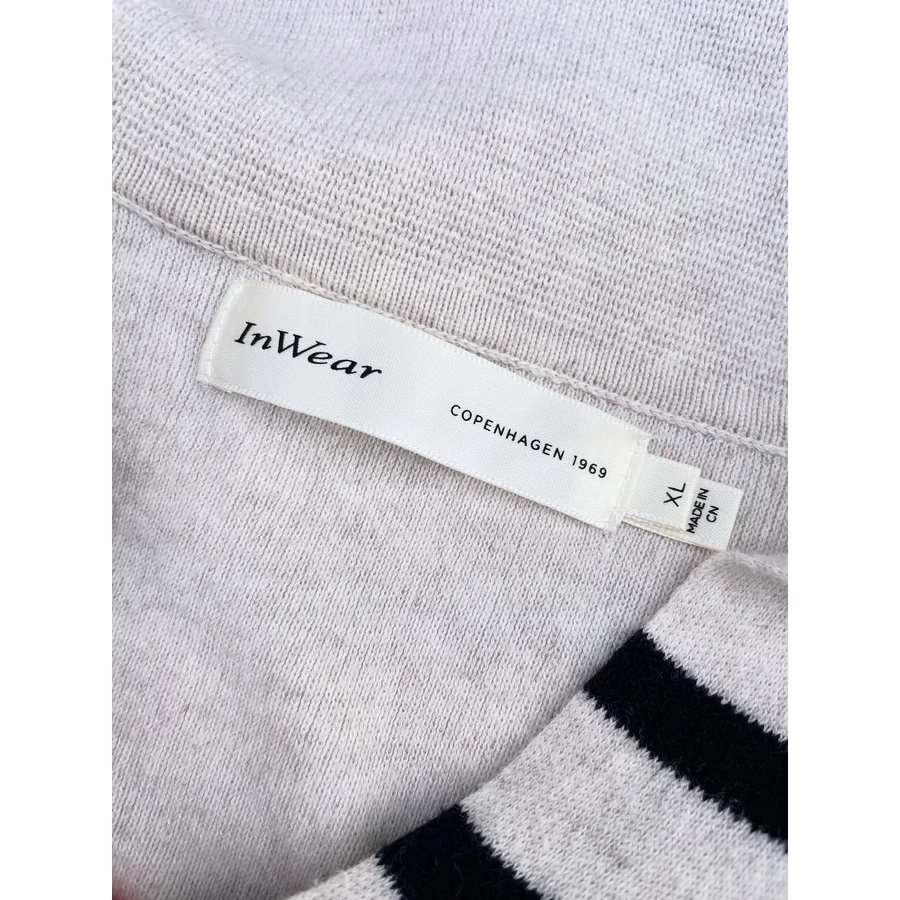 InWear
COPENHAGEN 1969
XL
MADE IN
CN